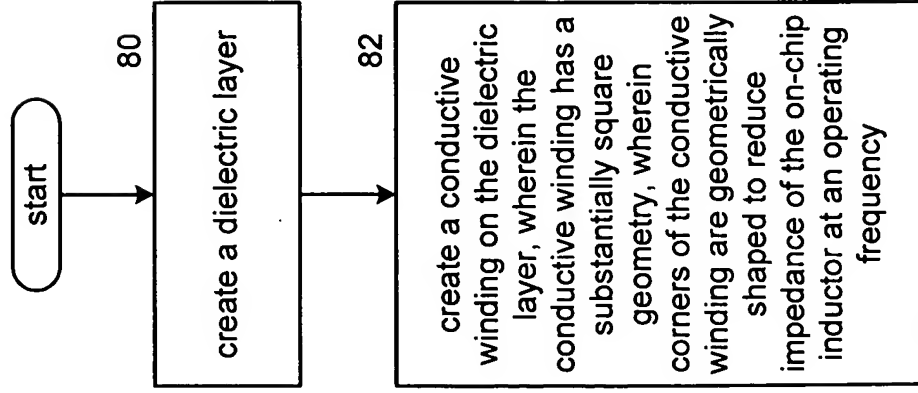 start
80
create a dielectric layer
82
create a conductive
winding on the dielectric
layer, wherein the
conductive winding has a
substantially square
geometry, wherein
corners of the conductive
winding are geometrically
shaped to reduce
impedance of the on-chip
inductor at an operating
frequency